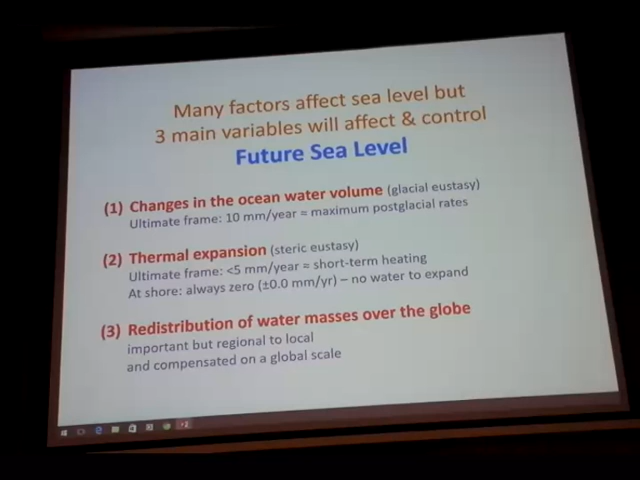 Many factors affect sea level but
3 main variables will affect & control
Future Sea Level
(1) Changes in the ocean water volume (glacial eustasy)
Ultimate frame: 10 mm/year = maximum postglacial rates
(2) Thermal expansion (steric eustasy)
Ultimate frame: <5 mm/year = short-term heating
At shore: always zero (±0.0 mm/yr) – no water to expand
(3) Redistribution of water masses over the globe
important but regional to local
and compensated on a global scale